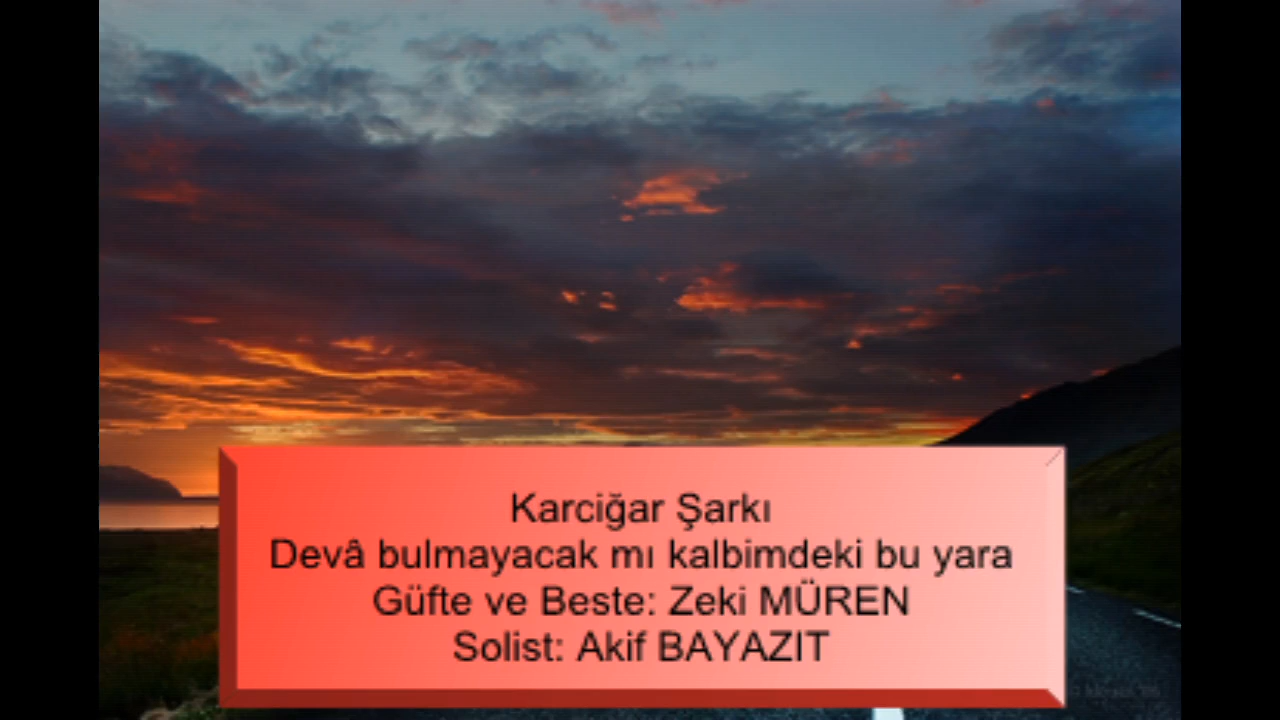 Karciğar Şarkı
Devâ bulmayacak mı kalbimdeki bu yara
Güfte ve Beste: Zeki MÜREN
Solist: Akif BAYAZIT